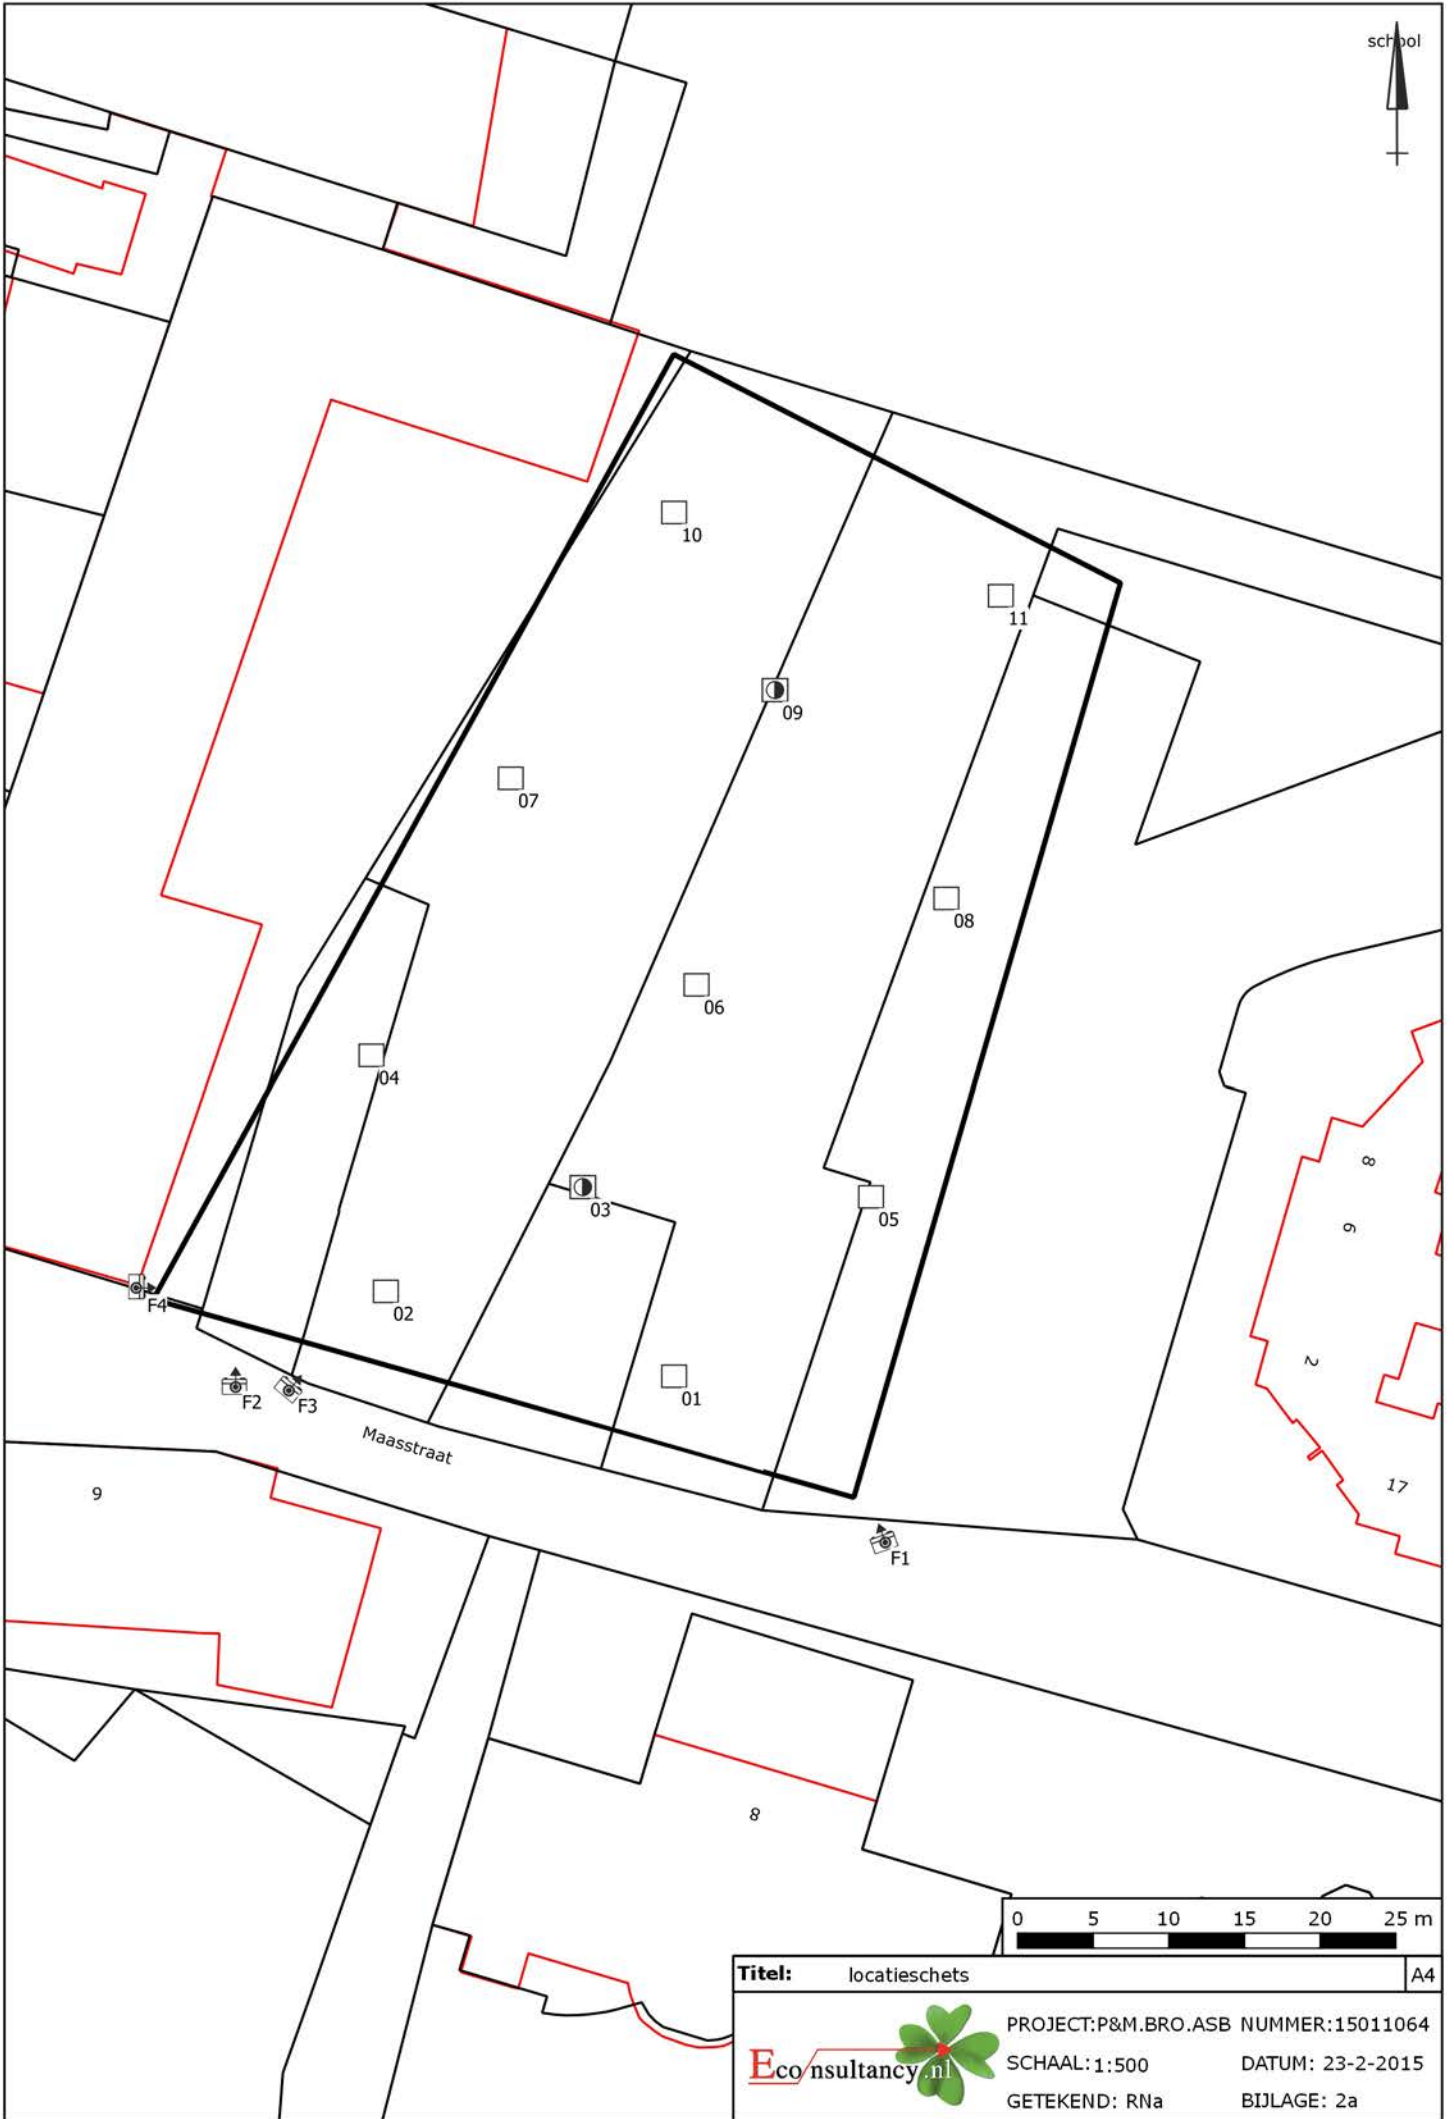 school
10
11
09
07
08
06
04
03
05
F4
02
F2
F3
01
Maasstraat
F1
9
8
6
2
17
8
0 5 10 15 20 25 m
Titel: locatieschets A4
Econsultancy.nl
PROJECT:P&M.BRO.ASB NUMMER:15011064
SCHAAL:1:500 DATUM: 23-2-2015
GETEKEND: RNa BIJLAGE: 2a